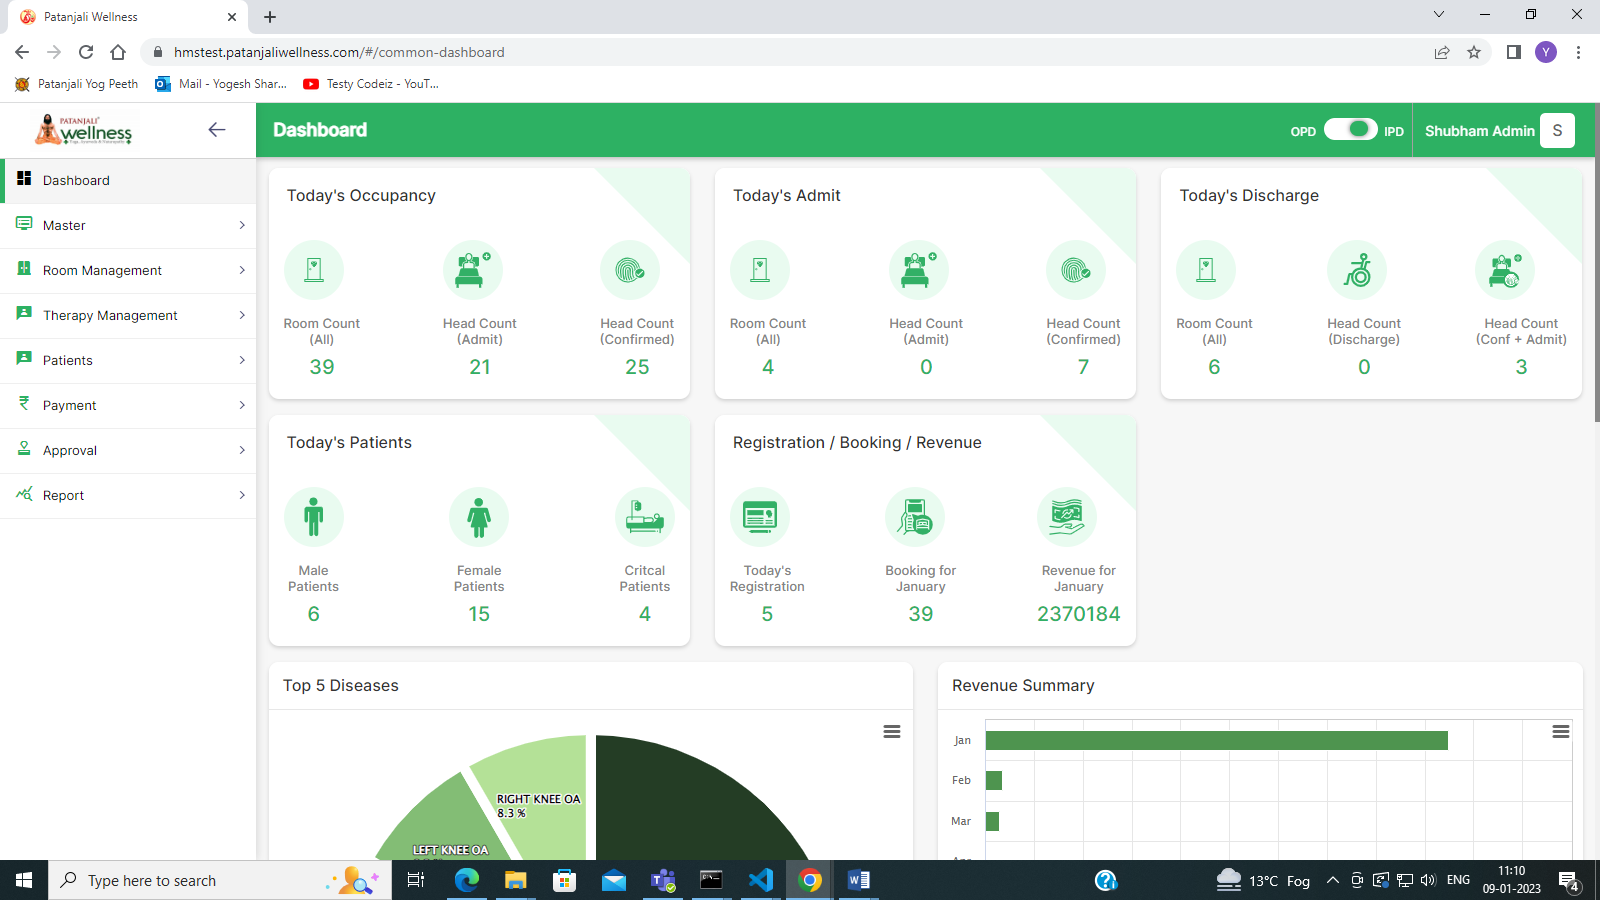 Patanjali Wellness
hmstest.patanjaliwellness.com/#/common-dashboard
Y
Patanjali Yog Peeth
Mail - Yogesh Shar...
Testy Codeiz - YouT...
PATANJALI
wellness
Yoga, Ayurveda & Naturopathy
Dashboard
OPD
IPD
Shubham Admin
S
Dashboard
Master
Room Management
Therapy Management
Patients
Payment
Approval
Report
Today's Occupancy
Room Count
(All)
39
Head Count
(Admit)
21
Head Count
(Confirmed)
25
Today's Admit
Room Count
(All)
4
Head Count
(Admit)
0
Head Count
(Confirmed)
7
Today's Discharge
Room Count
(All)
6
Head Count
(Discharge)
0
Head Count
(Conf + Admit)
3
Today's Patients
Male
Patients
6
Female
Patients
15
Critcal
Patients
4
Registration / Booking / Revenue
Today's
Registration
5
Booking for
January
39
Revenue for
January
2370184
Top 5 Diseases
RIGHT KNEE OA
8.3 %
LEFT KNEE OA
Revenue Summary
Jan
Feb
Mar
Type here to search
13°C Fog
ENG
11:10
09-01-2023
4